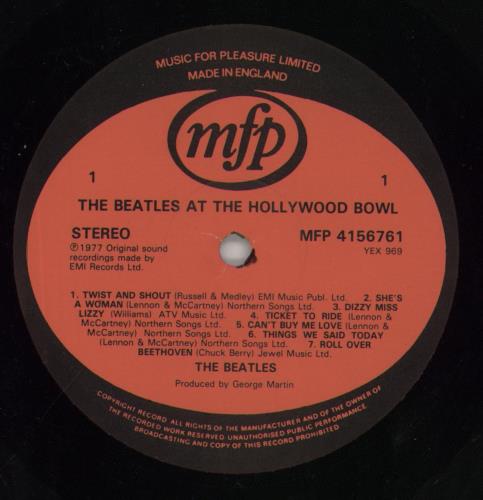 MUSIC FOR PLEASURE LIMITED
MADE IN ENGLAND
mfp
1
1
THE BEATLES AT THE HOLLYWOOD BOWL
STEREO
MFP 4156761
℗ 1977 Original sound
recordings made by
EMI Records Ltd.
YEX 969
1. TWIST AND SHOUT (Russell & Medley) EMI Music Publ. Ltd. 2. SHE'S
A WOMAN (Lennon & McCartney) Northern Songs Ltd. 3. DIZZY MISS
LIZZY (Williams) ATV Music Ltd. 4. TICKET TO RIDE (Lennon &
McCartney) Northern Songs Ltd. 5. CAN'T BUY ME LOVE (Lennon &
McCartney) Northern Songs Ltd. 6. THINGS WE SAID TODAY
(Lennon & McCartney) Northern Songs Ltd. 7. ROLL OVER
BEETHOVEN (Chuck Berry) Jewel Music Ltd.
THE BEATLES
Produced by George Martin
COPYRIGHT RECORD ALL RIGHTS OF THE MANUFACTURER AND OF THE OWNER OF
THE RECORDED WORK RESERVED UNAUTHORISED PUBLIC PERFORMANCE
BROADCASTING AND COPY OF THIS RECORD PROHIBITED